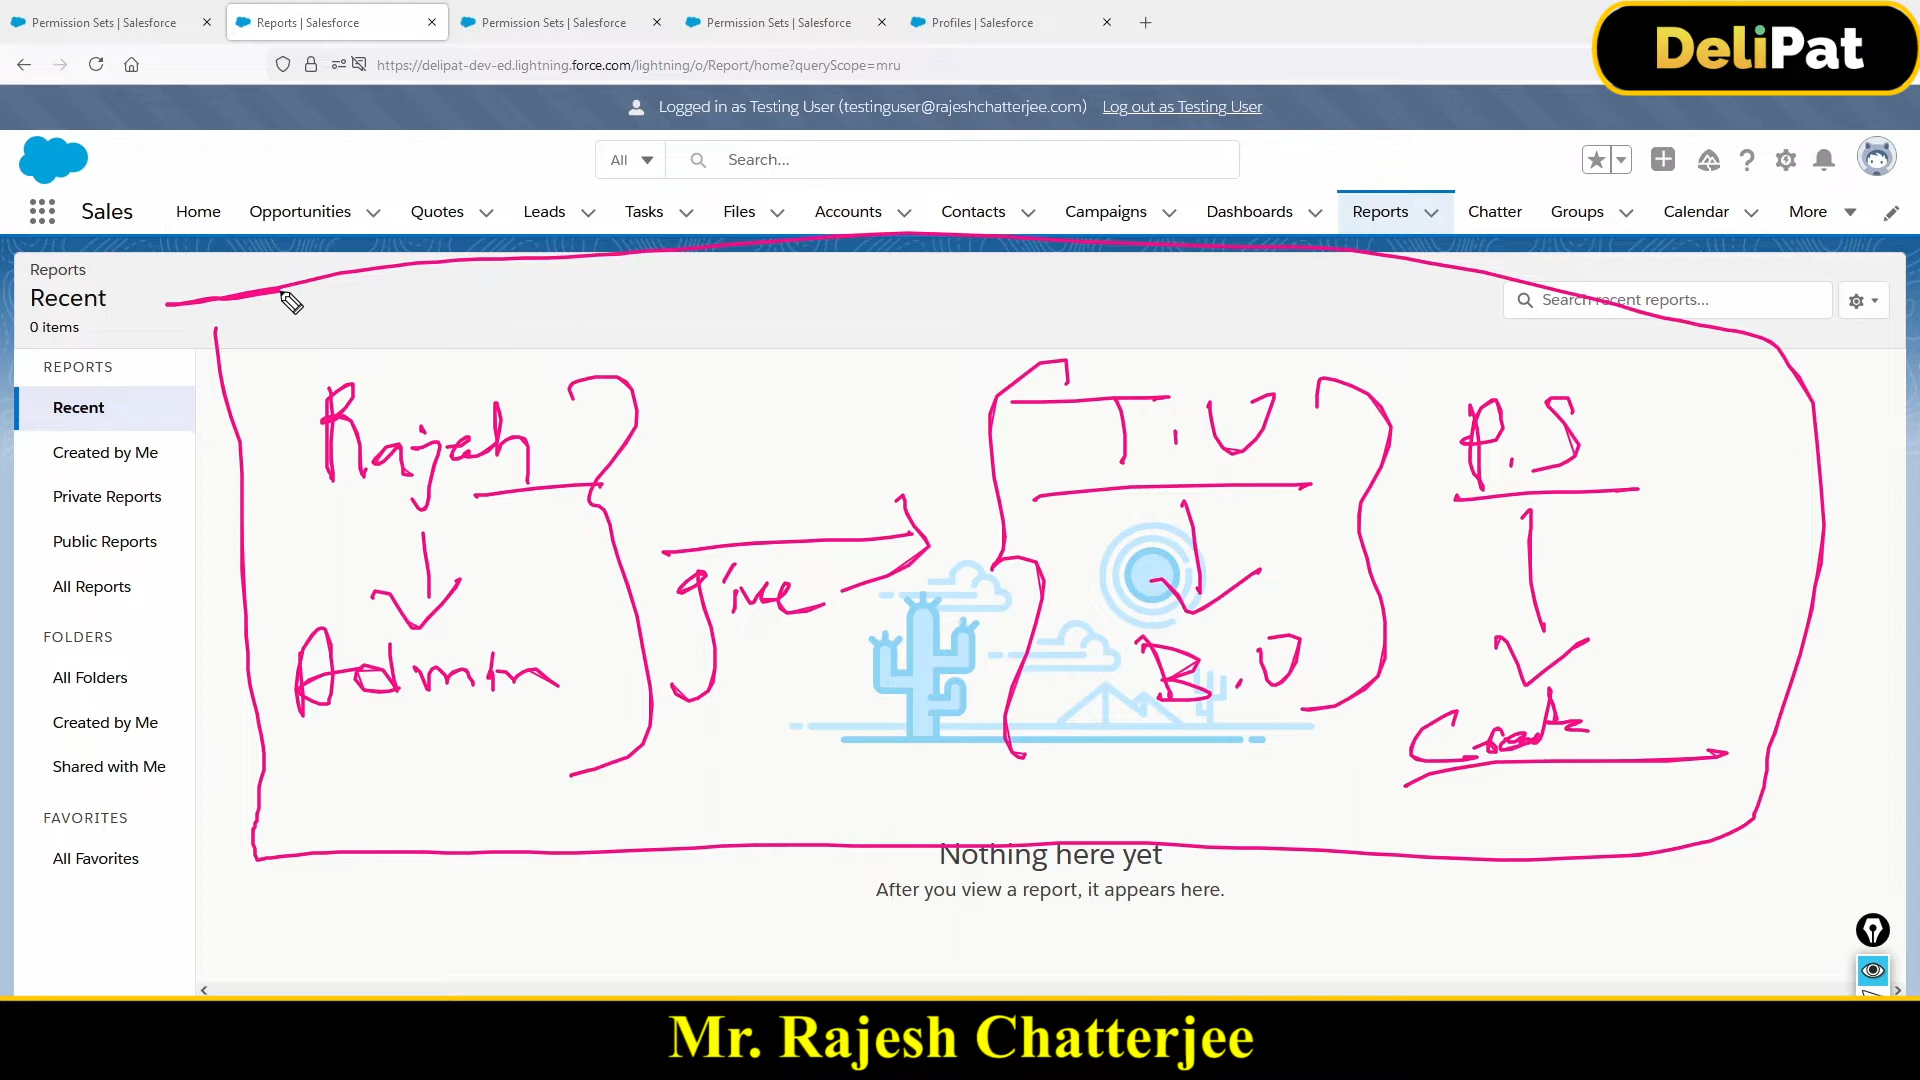 Permission Sets | Salesforce
Reports | Salesforce
Permission Sets | Salesforce
Permission Sets | Salesforce
Profiles | Salesforce
DeliPat
https://delipat-dev-ed.lightning.force.com/lightning/o/Report/home?queryScope=mru
Logged in as Testing User (testinguser@rajeshchatterjee.com) Log out as Testing User
All Search...
Sales Home Opportunities Quotes Leads Tasks Files Accounts Contacts Campaigns Dashboards Reports Chatter Groups Calendar More
Reports
Recent
0 items
Search recent reports...
REPORTS
Recent
Created by Me
Private Reports
Public Reports
All Reports
FOLDERS
All Folders
Created by Me
Shared with Me
FAVORITES
All Favorites
T.U
P.S
give
Admin
B.U
Nothing here yet
After you view a report, it appears here.
Mr. Rajesh Chatterjee